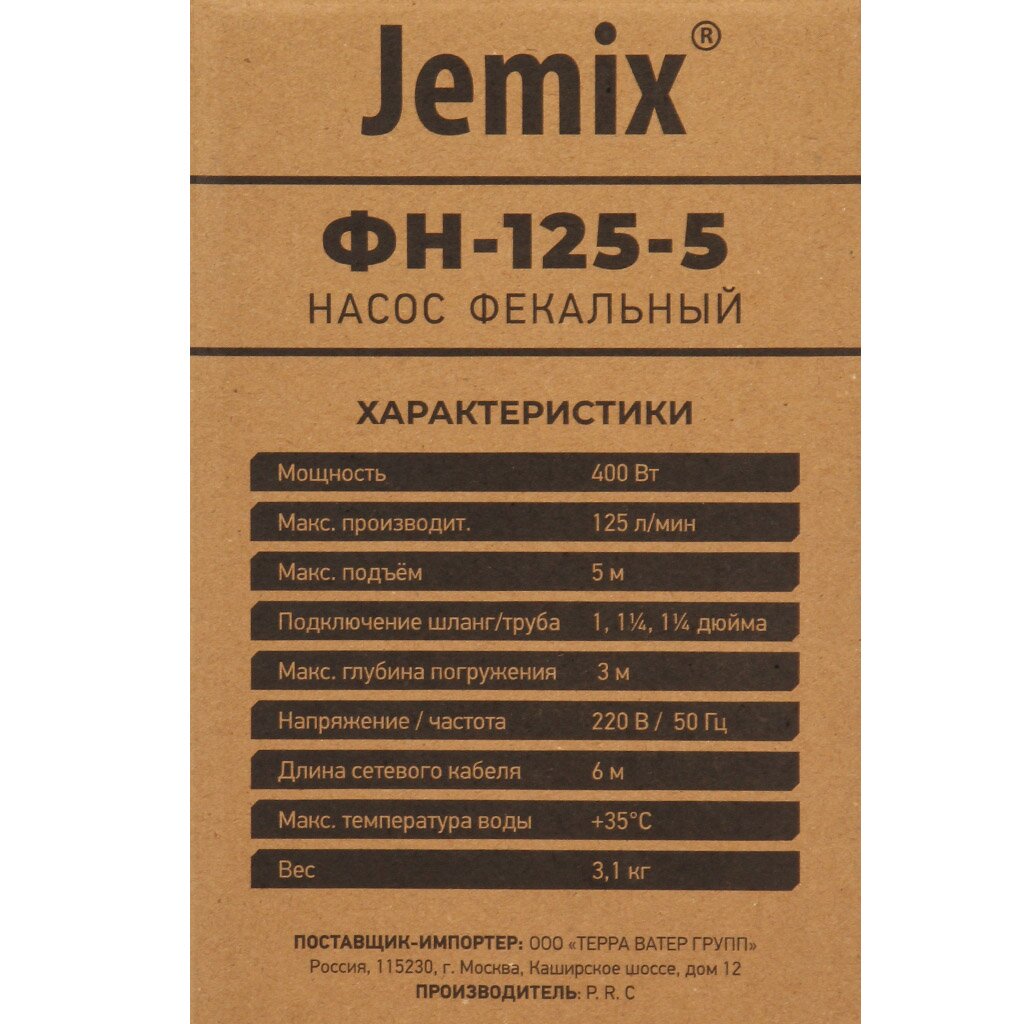 Jemix®
ФН-125-5
НАСОС ФЕКАЛЬНЫЙ
ХАРАКТЕРИСТИКИ
Мощность 400 Вт
Макс. производит. 125 л/мин
Макс. подъём 5 м
Подключение шланг/труба 1, 1¼, 1¼ дюйма
Макс. глубина погружения 3 м
Напряжение / частота 220 В / 50 Гц
Длина сетевого кабеля 6 м
Макс. температура воды +35°С
Вес 3,1 кг
ПОСТАВЩИК-ИМПОРТЕР: ООО «ТЕРРА ВАТЕР ГРУПП»
Россия, 115230, г. Москва, Каширское шоссе, дом 12
ПРОИЗВОДИТЕЛЬ: P. R. C